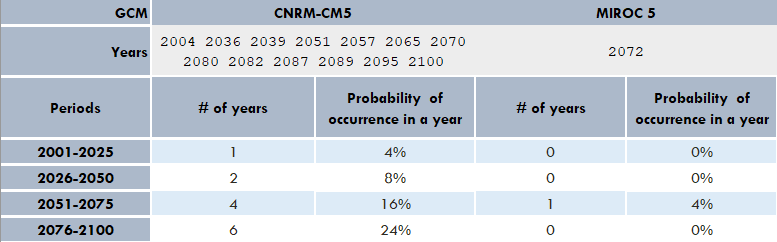 GCM CNRM-CM5 MIROC 5
Years 2004 2036 2039 2051 2057 2065 2070 2072
2080 2082 2087 2089 2095 2100
Periods # of years Probability of occurrence in a year # of years Probability of occurrence in a year
2001-2025 1 4% 0 0%
2026-2050 2 8% 0 0%
2051-2075 4 16% 1 4%
2076-2100 6 24% 0 0%